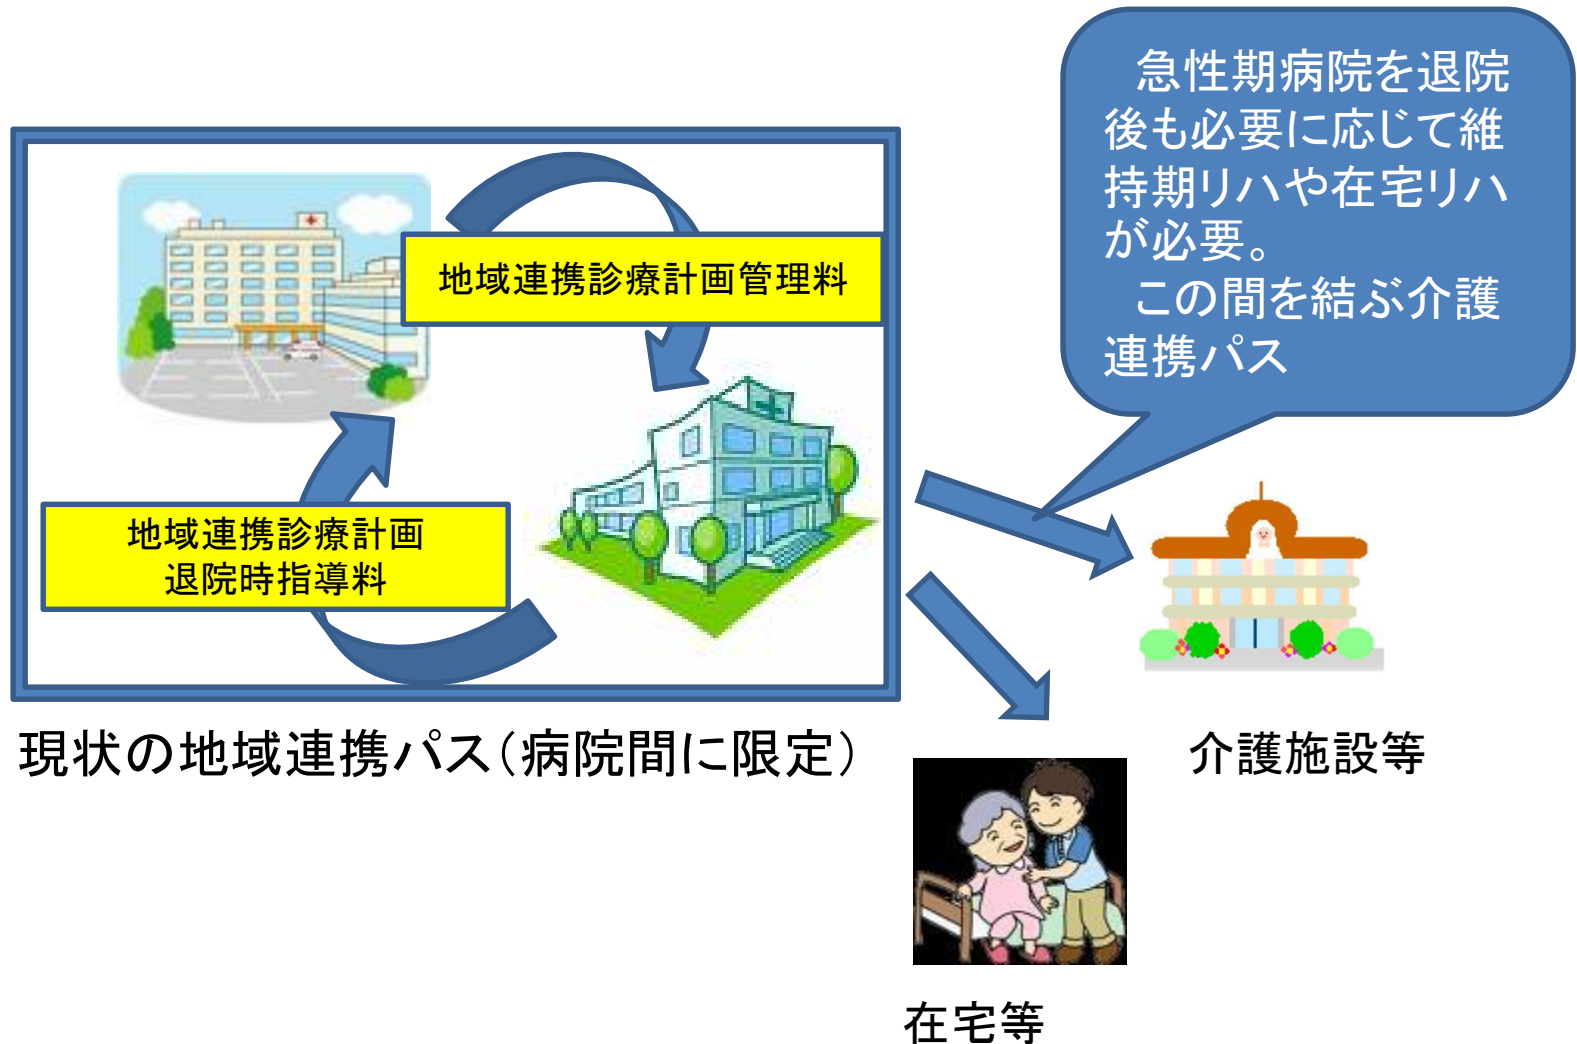 急性期病院を退院
後も必要に応じて維
持期リハや在宅リハ
が必要。
この間を結ぶ介護
連携パス
地域連携診療計画管理料
地域連携診療計画
退院時指導料
現状の地域連携パス（病院間に限定）
介護施設等
在宅等